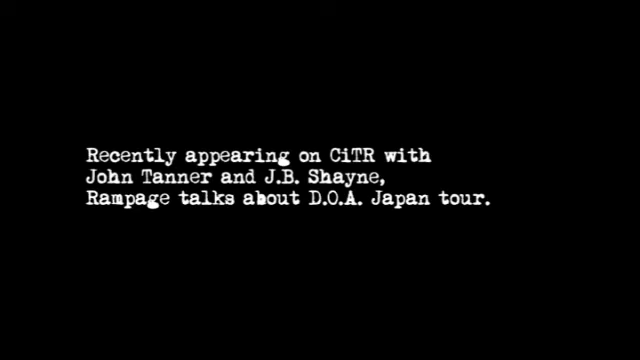 Recently appearing on CiTR with
John Tanner and J.B. Shayne,
Rampage talks about D.O.A. Japan tour.